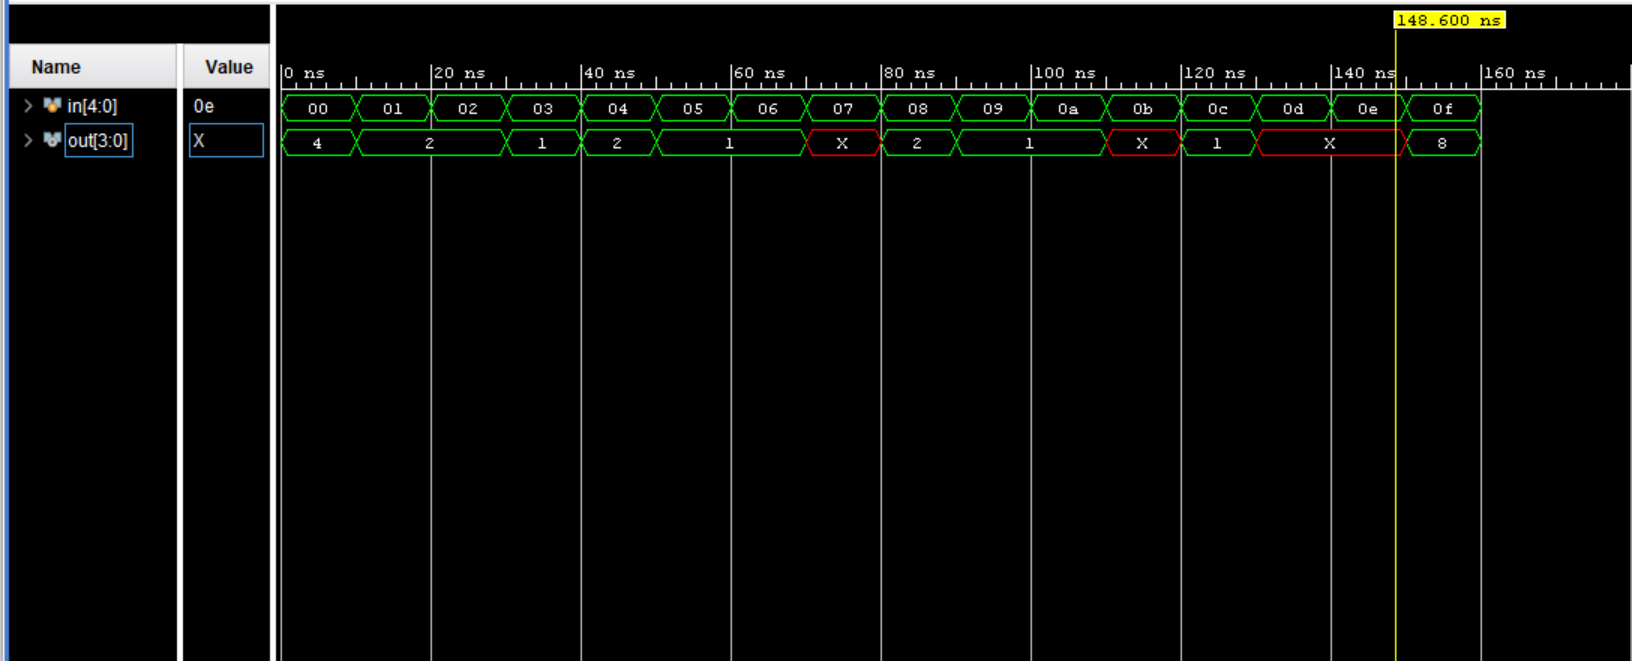 148.600 ns
Name Value
0 ns 20 ns 40 ns 60 ns 80 ns 100 ns 120 ns 140 ns 160 ns
in[4:0] 0e 00 01 02 03 04 05 06 07 08 09 0a 0b 0c 0d 0e 0f
out[3:0] X 4 2 1 2 1 X 2 1 X 1 X 8